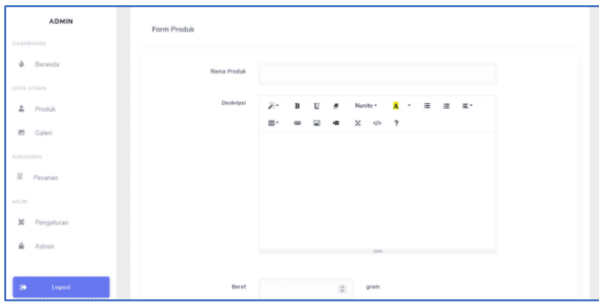 ADMIN
DASHBOARD
Beranda
DATA UTAMA
Produk
Galeri
KONSUMEN
Pesanan
Pengaturan
Admin
Logout
Form Produk
Nama Produk
Deskripsi
B U
Nunito
A
</> ?
Berat
gram